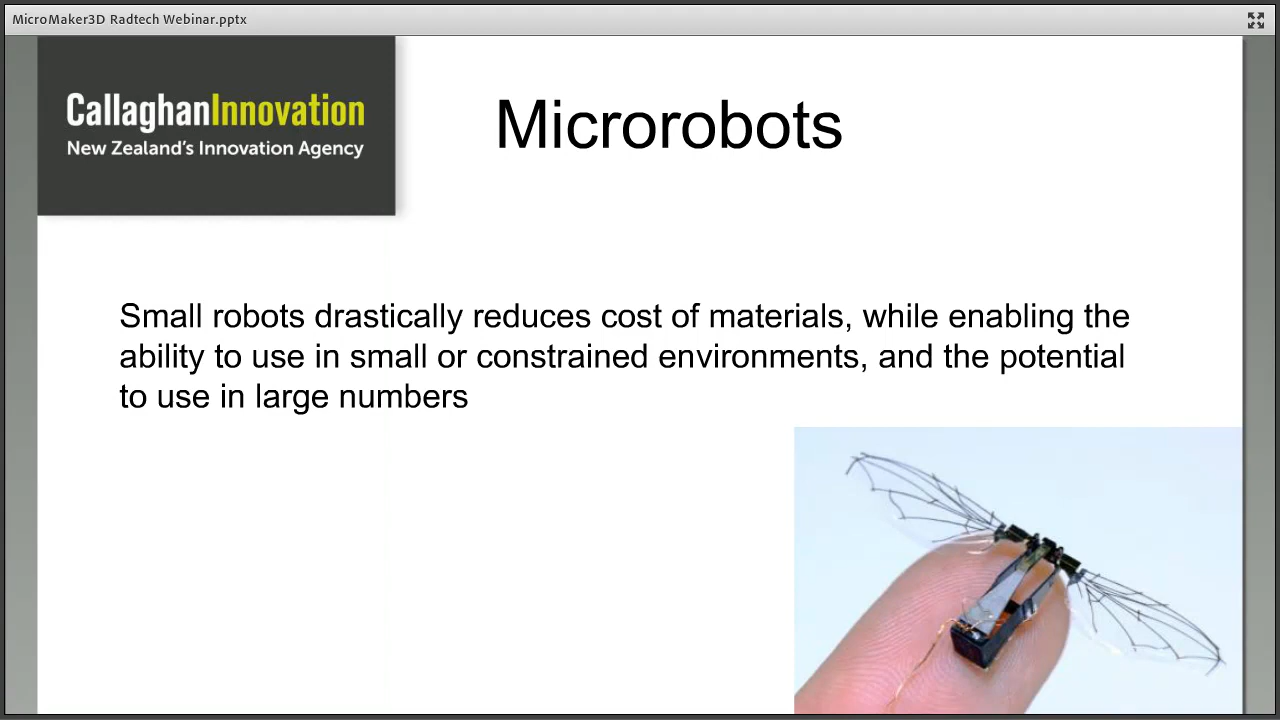 MicroMaker3D Radtech Webinar.pptx
CallaghanInnovation
New Zealand's Innovation Agency
Microrobots
Small robots drastically reduces cost of materials, while enabling the
ability to use in small or constrained environments, and the potential
to use in large numbers